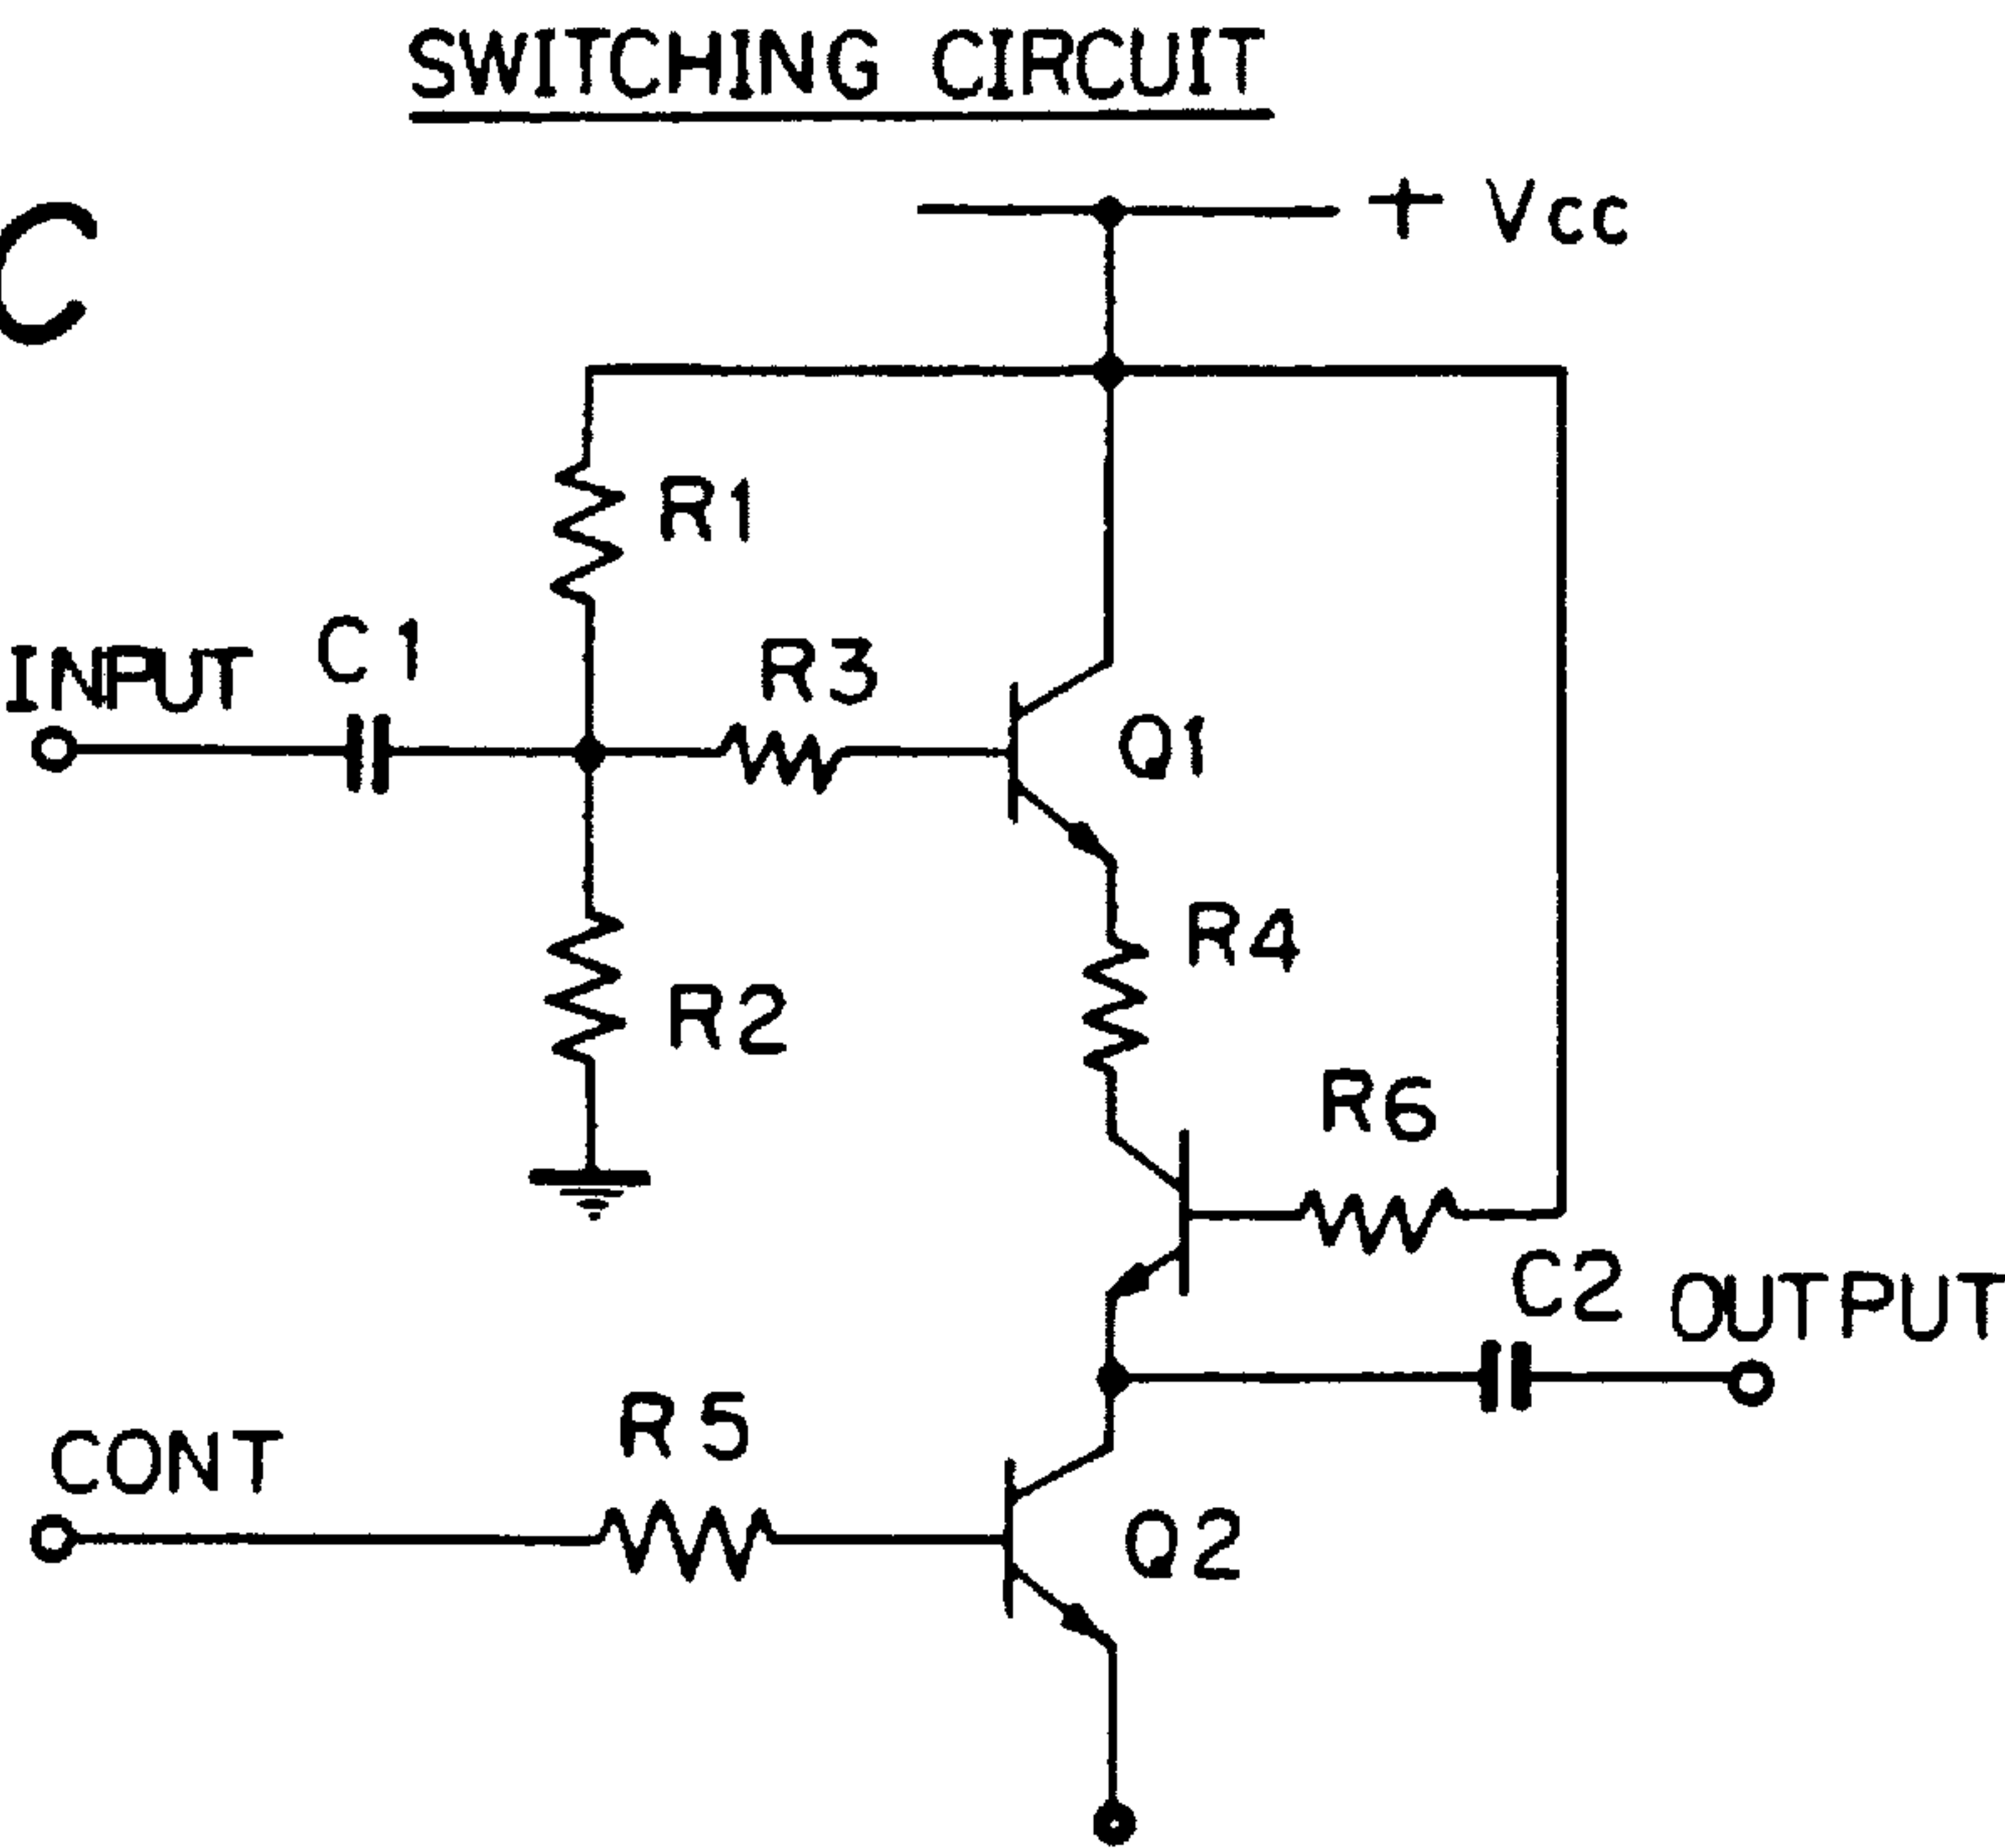 SWITCHING CIRCUIT
+ Vcc
C
R1
INPUT
C1
R3
Q1
R4
R2
R6
C2
OUTPUT
R5
CONT
Q2